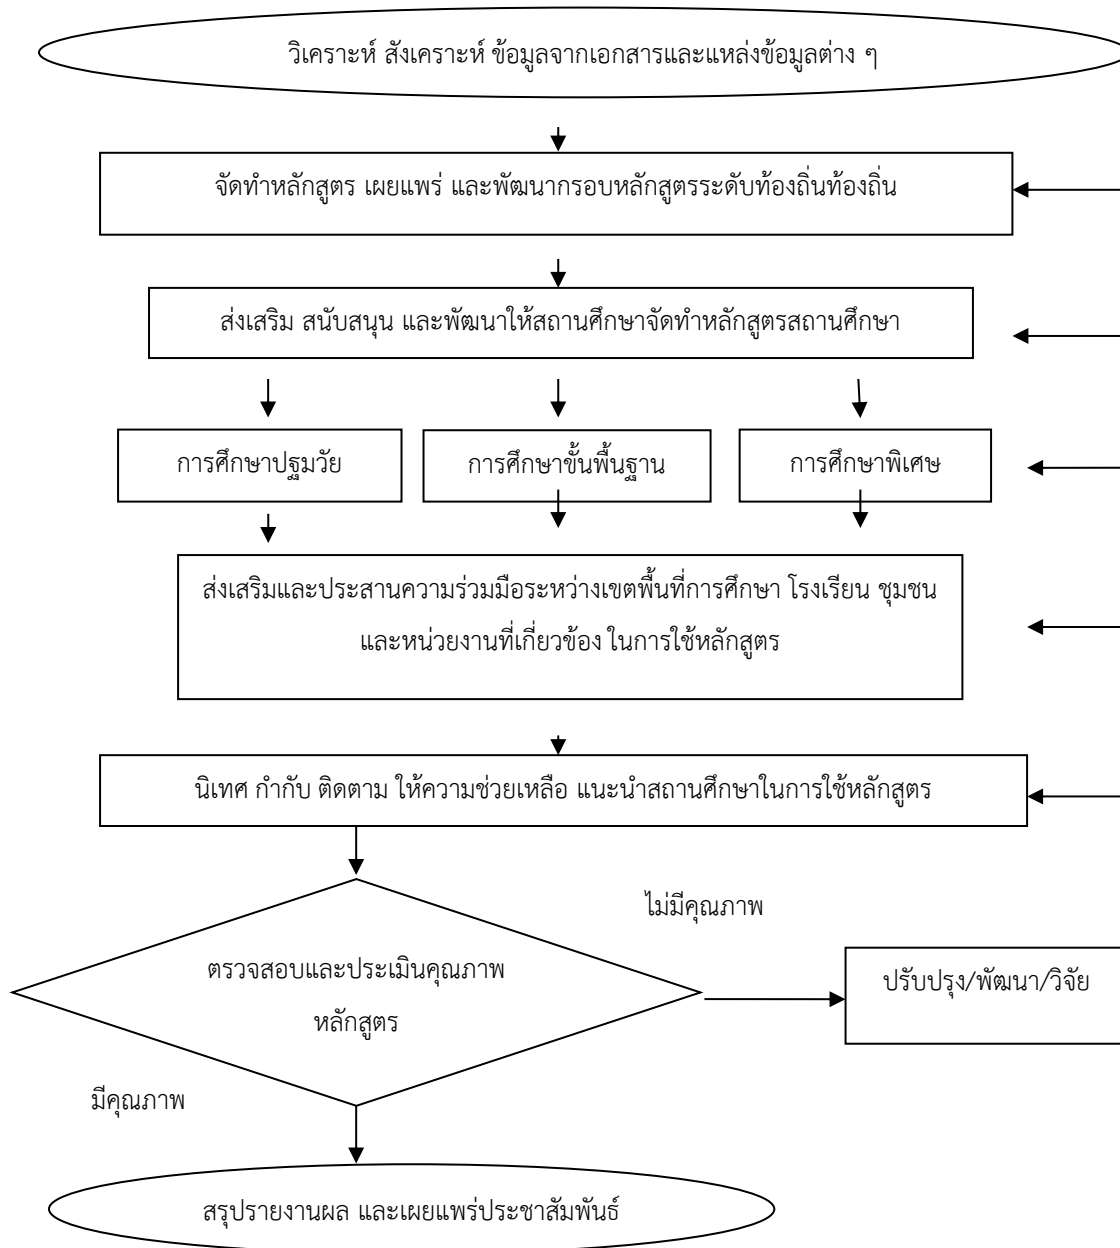 วิเคราะห์ สังเคราะห์ ข้อมูลจากเอกสารและแหล่งข้อมูลต่าง ๆ
จัดทำหลักสูตร เผยแพร่ และพัฒนากรอบหลักสูตรระดับท้องถิ่นท้องถิ่น
ส่งเสริม สนับสนุน และพัฒนาให้สถานศึกษาจัดทำหลักสูตรสถานศึกษา
การศึกษาปฐมวัย
การศึกษาขั้นพื้นฐาน
การศึกษาพิเศษ
ส่งเสริมและประสานความร่วมมือระหว่างเขตพื้นที่การศึกษา โรงเรียน ชุมชน
และหน่วยงานที่เกี่ยวข้อง ในการใช้หลักสูตร
นิเทศ กำกับ ติดตาม ให้ความช่วยเหลือ แนะนำสถานศึกษาในการใช้หลักสูตร
ไม่มีคุณภาพ
ตรวจสอบและประเมินคุณภาพ
หลักสูตร
ปรับปรุง/พัฒนา/วิจัย
มีคุณภาพ
สรุปรายงานผล และเผยแพร่ประชาสัมพันธ์